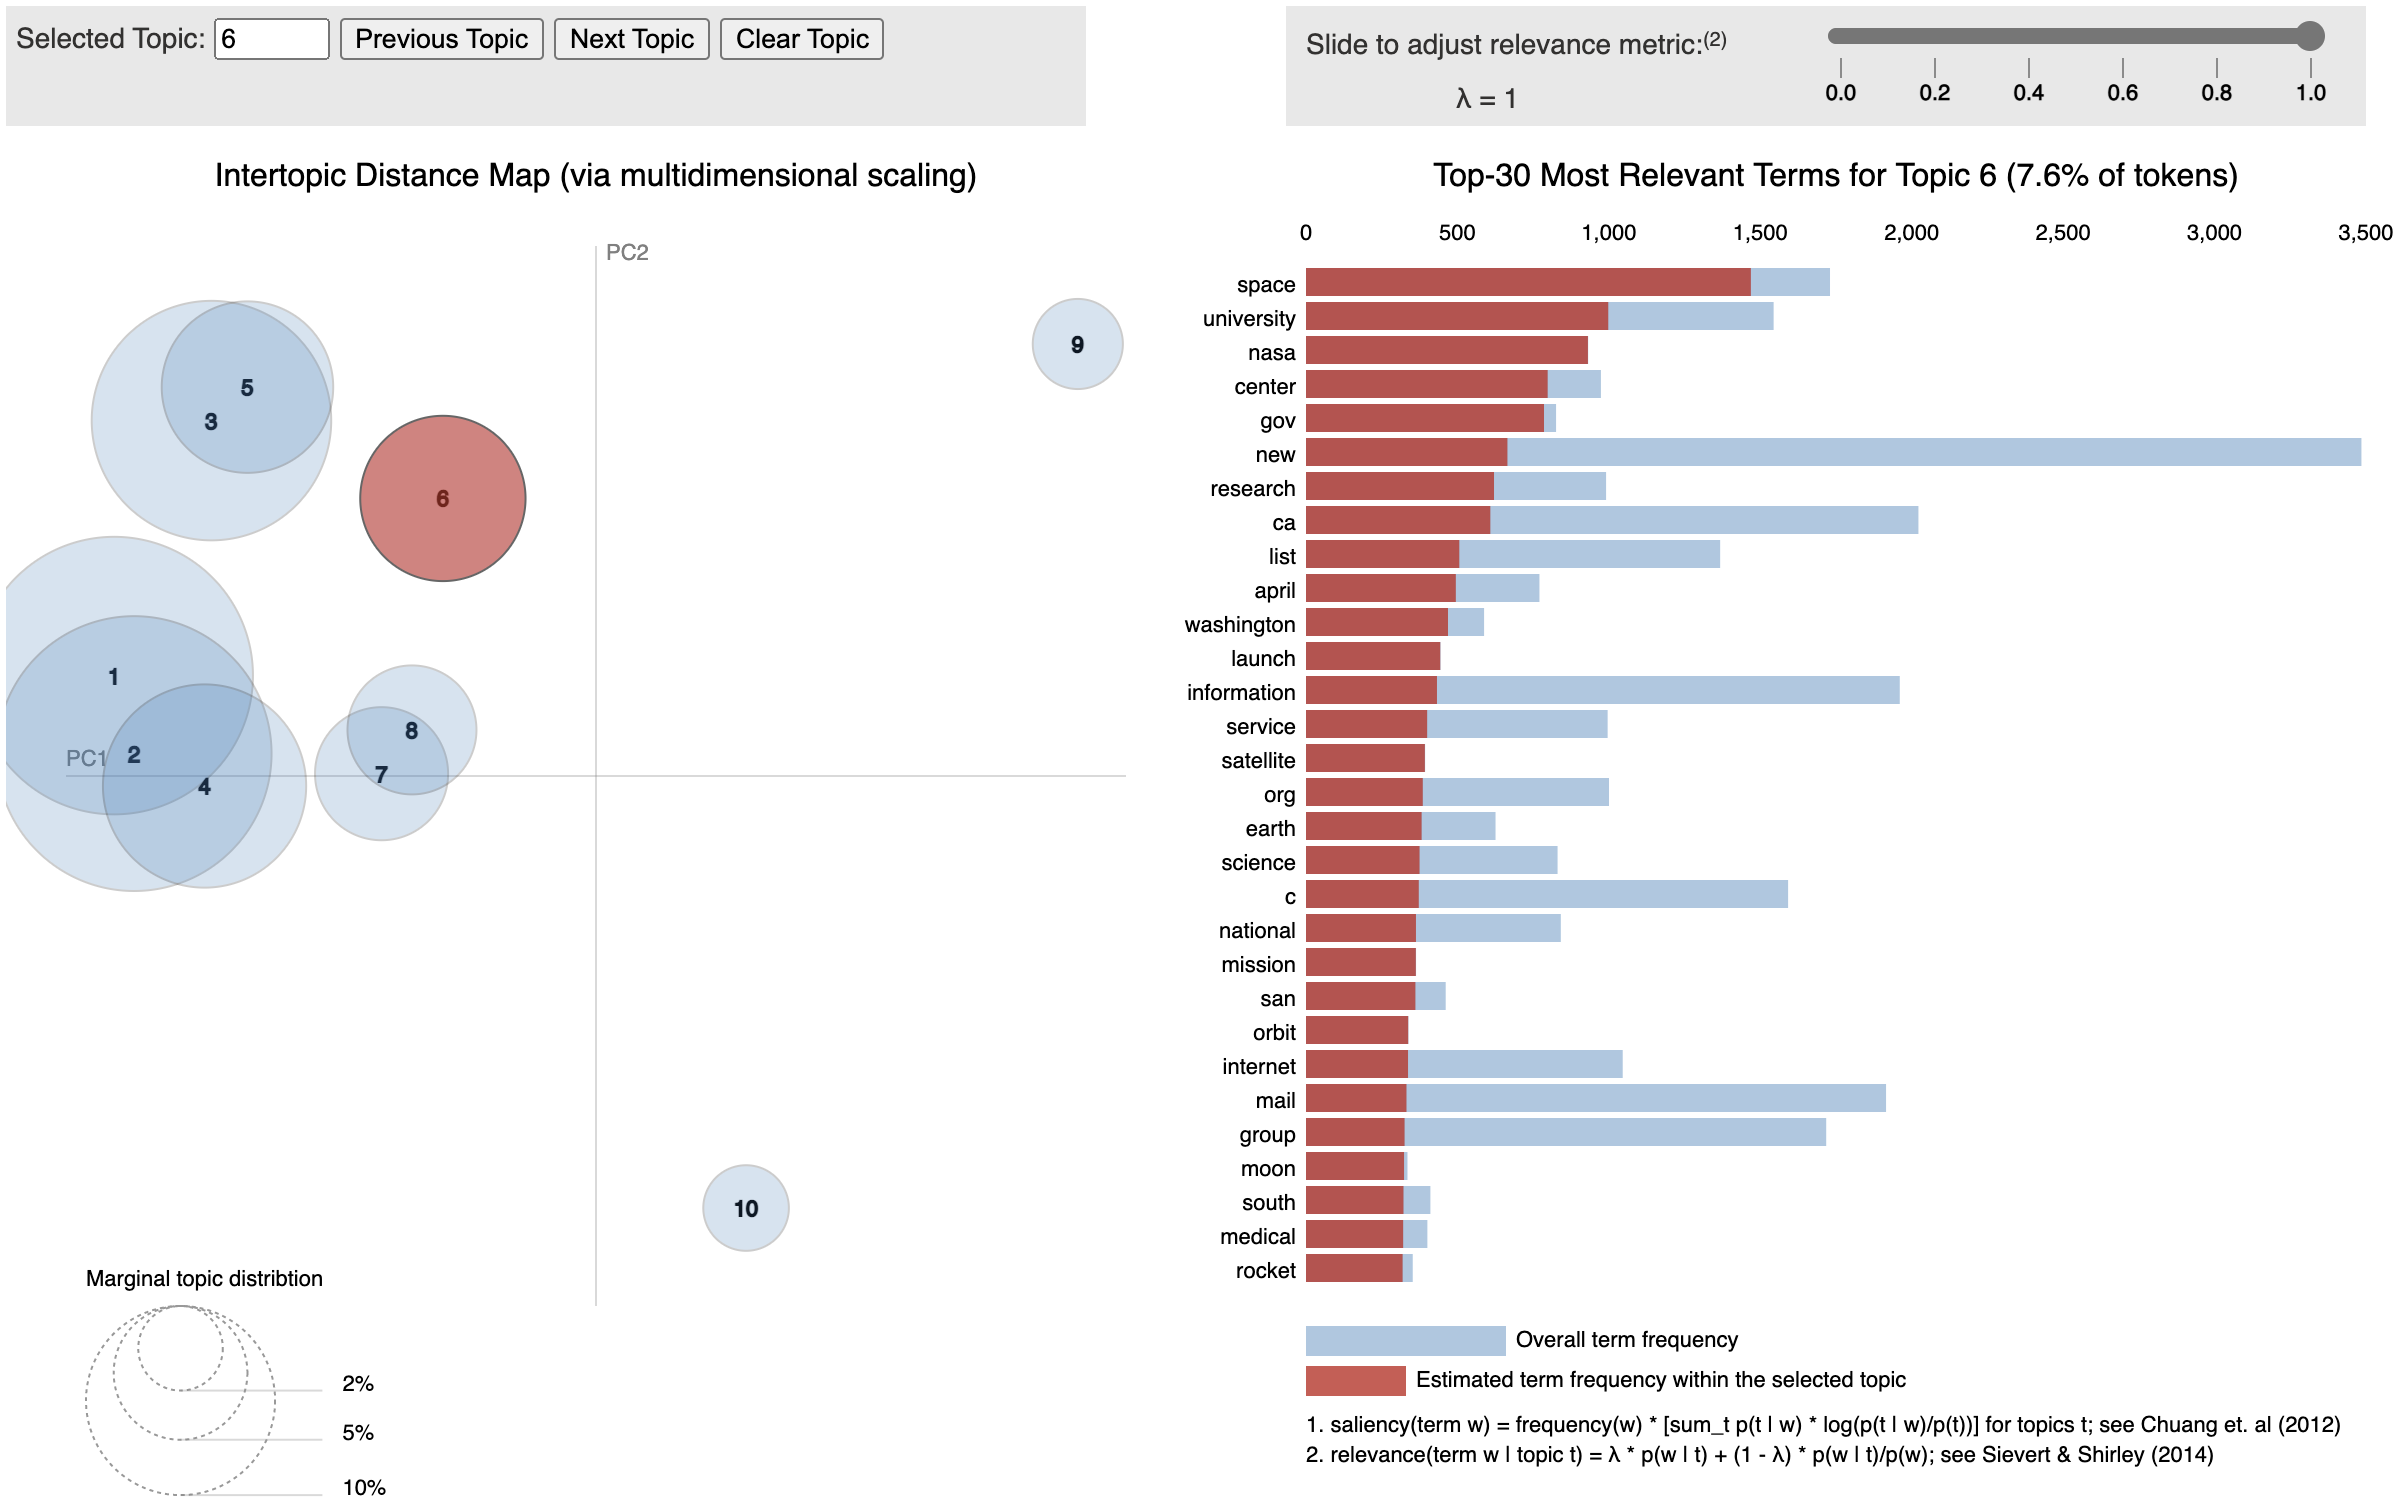 Selected Topic: 6 Previous Topic Next Topic Clear Topic
Slide to adjust relevance metric:(2)
λ = 1
0.0 0.2 0.4 0.6 0.8 1.0
Intertopic Distance Map (via multidimensional scaling)
PC2
PC1
5
3
9
6
1
2
4
8
7
10
Marginal topic distribtion
2%
5%
10%
Top-30 Most Relevant Terms for Topic 6 (7.6% of tokens)
0 500 1,000 1,500 2,000 2,500 3,000 3,500
space
university
nasa
center
gov
new
research
ca
list
april
washington
launch
information
service
satellite
org
earth
science
c
national
mission
san
orbit
internet
mail
group
moon
south
medical
rocket
Overall term frequency
Estimated term frequency within the selected topic
1. saliency(term w) = frequency(w) * [sum_t p(t | w) * log(p(t | w)/p(t))] for topics t; see Chuang et. al (2012)
2. relevance(term w | topic t) = λ * p(w | t) + (1 - λ) * p(w | t)/p(w); see Sievert & Shirley (2014)